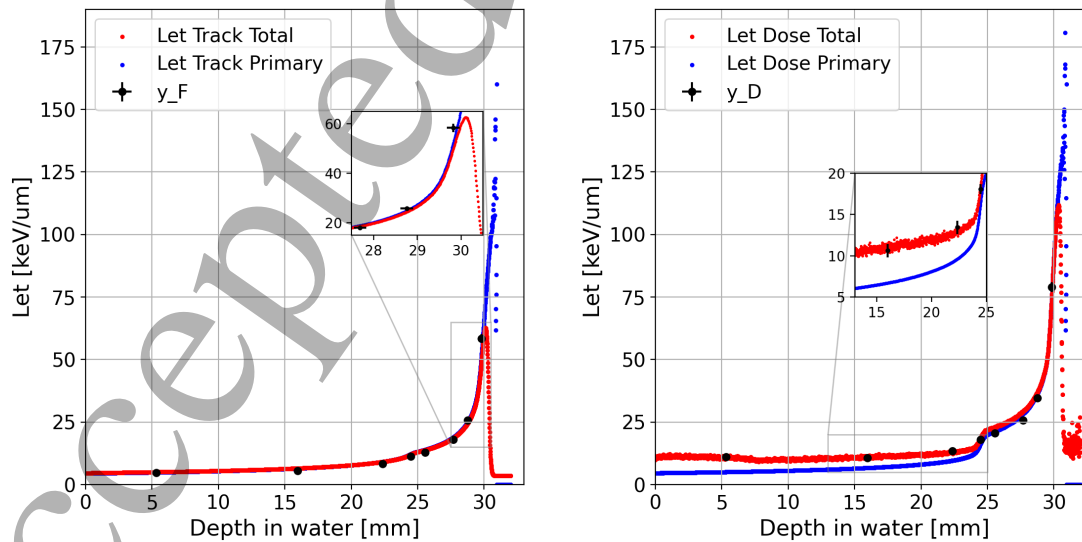 Let Track Total
Let Track Primary
y_F
175
150
125
100
75
50
25
0
Let [keV/um]
60
40
20
28 29 30
0 5 10 15 20 25 30
Depth in water [mm]
Let Dose Total
Let Dose Primary
y_D
175
150
125
100
75
50
25
0
Let [keV/um]
20
15
10
5
15 20 25
0 5 10 15 20 25 30
Depth in water [mm]
ccepted